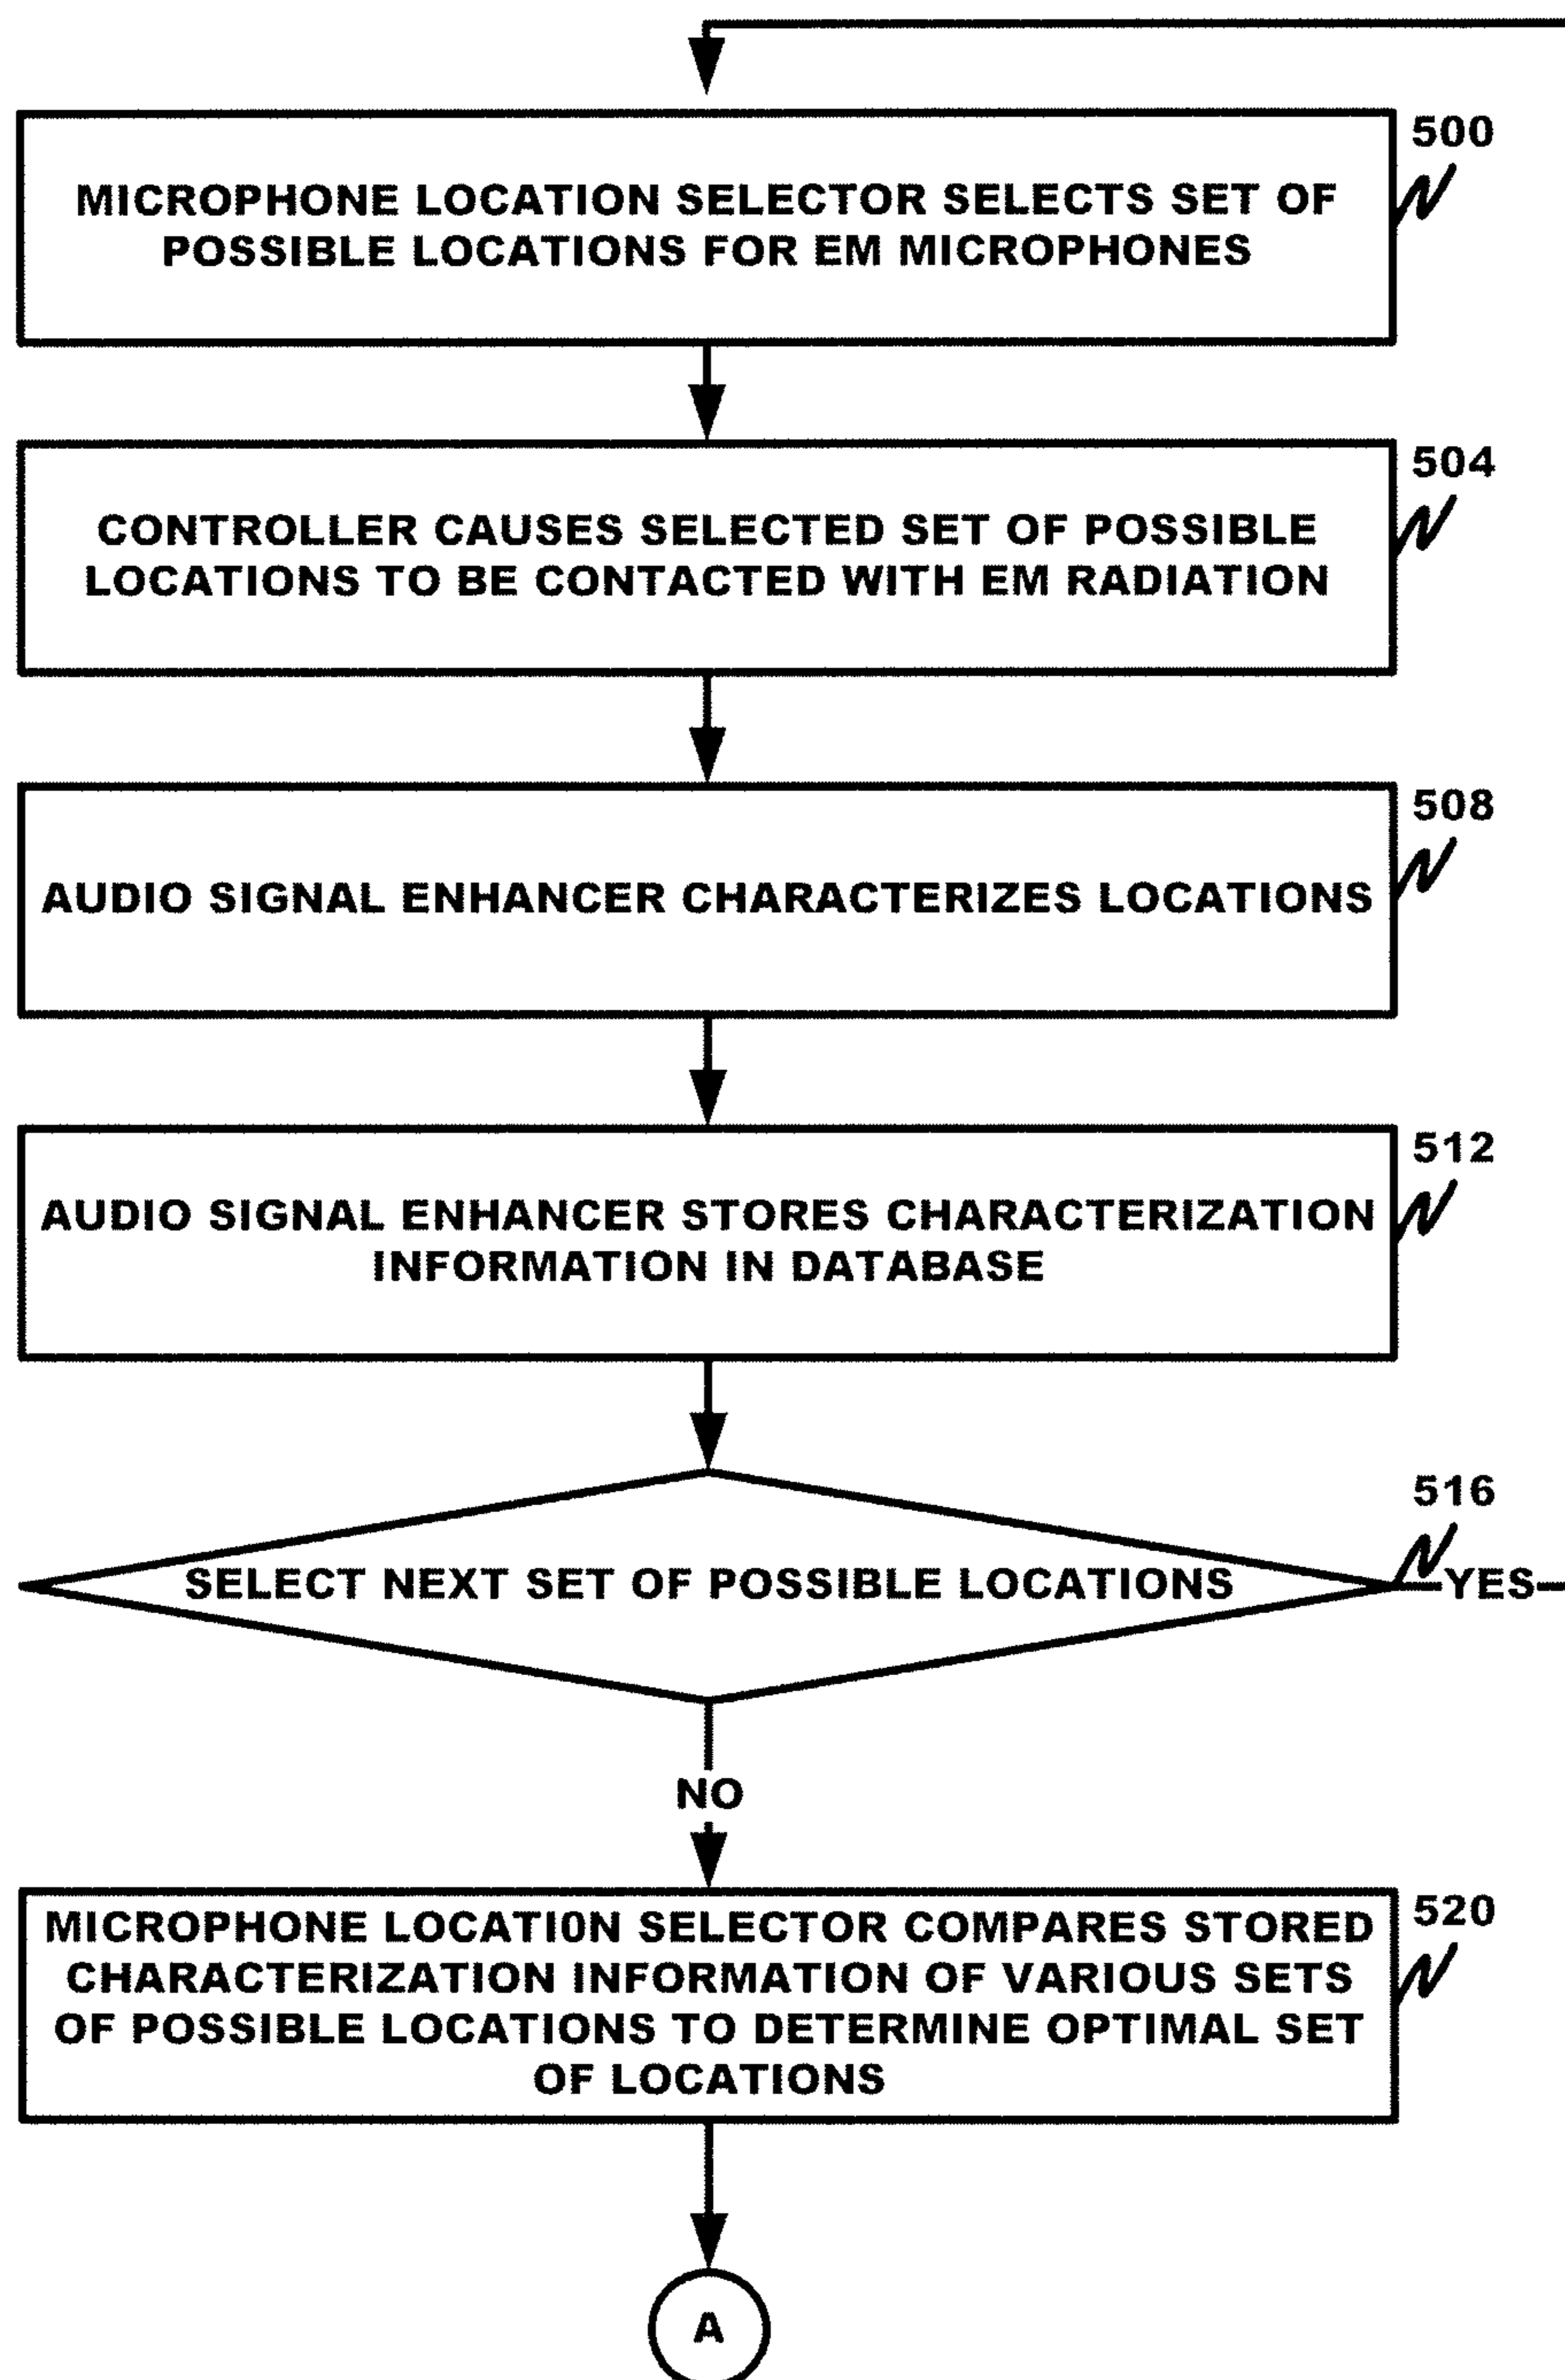 500
MICROPHONE LOCATION SELECTOR SELECTS SET OF
POSSIBLE LOCATIONS FOR EM MICROPHONES
504
CONTROLLER CAUSES SELECTED SET OF POSSIBLE
LOCATIONS TO BE CONTACTED WITH EM RADIATION
508
AUDIO SIGNAL ENHANCER CHARACTERIZES LOCATIONS
512
AUDIO SIGNAL ENHANCER STORES CHARACTERIZATION
INFORMATION IN DATABASE
516
SELECT NEXT SET OF POSSIBLE LOCATIONS
YES
NO
520
MICROPHONE LOCATI0N SELECTOR COMPARES STORED
CHARACTERIZATION INFORMATION OF VARIOUS SETS
OF POSSIBLE LOCATIONS TO DETERMINE OPTIMAL SET
OF LOCATIONS
A